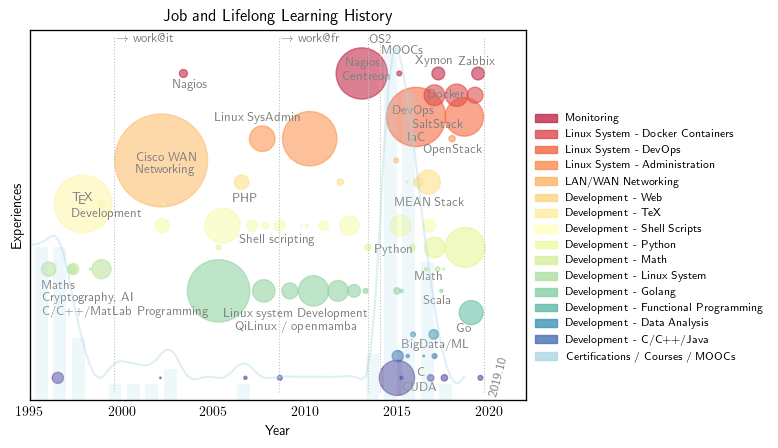 Job and Lifelong Learning History
→ work@it
→ work@fr
OS2
MOOCs
Nagios
Nagios
Centreon
Xymon
Zabbix
Docker
Linux SysAdmin
DevOps
SaltStack
IaC
OpenStack
Cisco WAN
Networking
TEX
Development
PHP
MEAN Stack
Shell scripting
Python
Maths
Cryptography, AI
C/C++/MatLab Programming
Math
Scala
Linux system Development
QiLinux / openmamba
Go
BigData/ML
C
CUDA
2019.10
Experiences
1995
2000
2005
2010
2015
2020
Year
Monitoring
Linux System - Docker Containers
Linux System - DevOps
Linux System - Administration
LAN/WAN Networking
Development - Web
Development - TeX
Development - Shell Scripts
Development - Python
Development - Math
Development - Linux System
Development - Golang
Development - Functional Programming
Development - Data Analysis
Development - C/C++/Java
Certifications / Courses / MOOCs